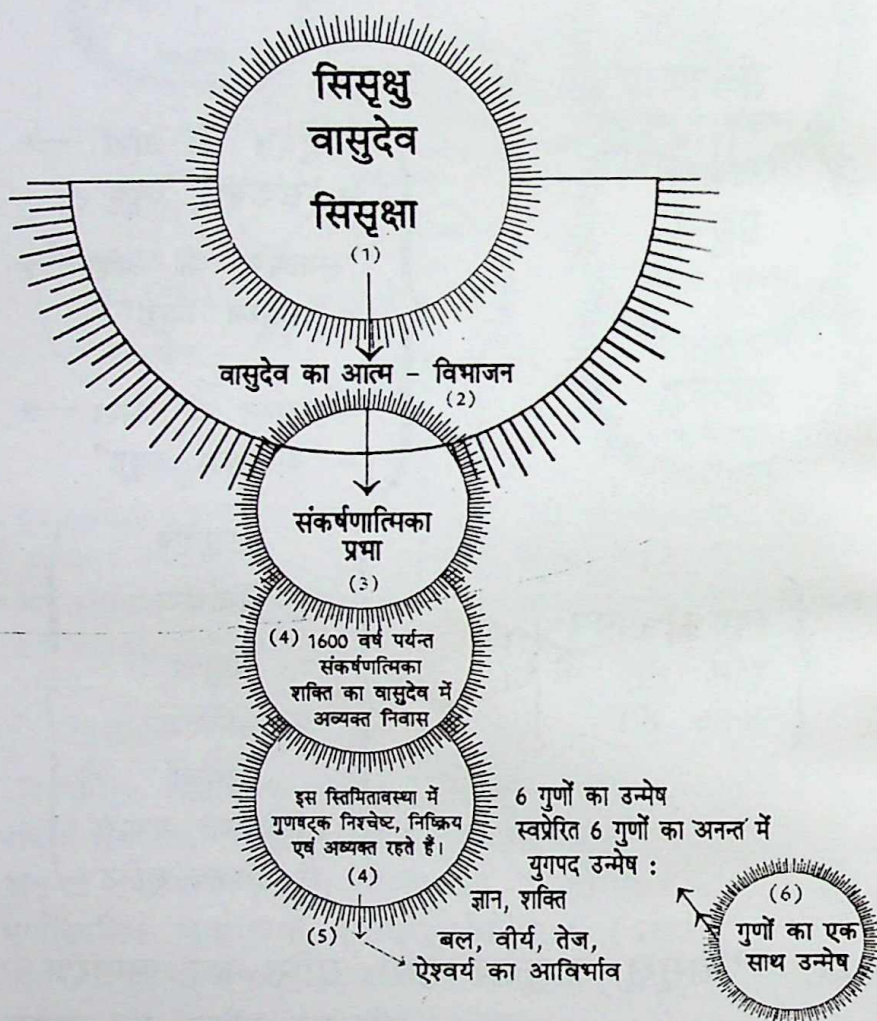 सिसृक्षु
वासुदेव
सिसृक्षा
(1)
वासुदेव का आत्म - विभाजन
(2)
संकर्षणात्मिका
प्रभा
(3)
(4) 1600 वर्ष पर्यन्त
संकर्षणत्मिका
शक्ति का वासुदेव में
अव्यक्त निवास
इस स्तिमितावस्था में
गुणषट्क निश्चेष्ट, निष्क्रिय
एवं अव्यक्त रहते हैं।
(4)
(5)
6 गुणों का उन्मेष
स्वप्रेरित 6 गुणों का अनन्त में
युगपद उन्मेष :
ज्ञान, शक्ति
बल, वीर्य, तेज,
ऐश्वर्य का आविर्भाव
(6)
गुणों का एक
साथ उन्मेष